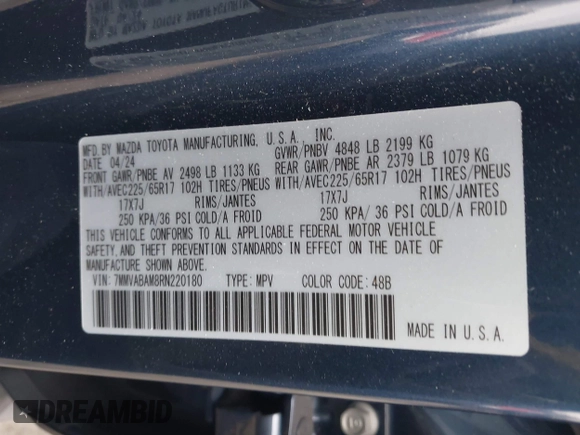 MFD.BY MAZDA TOYOTA MANUFACTURING, U.S.A., INC.
DATE 04/24 GVWR/PNBV 4848 LB 2199 KG
FRONT GAWR/PNBE AV 2498 LB 1133 KG REAR GAWR/PNBE AR 2379 LB 1079 KG
WITH/AVEC225/65R17 102H TIRES/PNEUS WITH/AVEC225/65R17 102H TIRES/PNEUS
17X7J RIMS/JANTES 17X7J RIMS/JANTES
250 KPA/ 36 PSI COLD/A FROID 250 KPA/ 36 PSI COLD/A FROID
THIS VEHICLE CONFORMS TO ALL APPLICABLE FEDERAL MOTOR VEHICLE
SAFETY, AND THEFT PREVENTION STANDARDS IN EFFECT ON THE DATE OF
MANUFACTURE SHOWN ABOVE.
VIN: 7MMVABAM8RN220180 TYPE: MPV COLOR CODE: 48B
MADE IN U.S.A.
DREAMBID